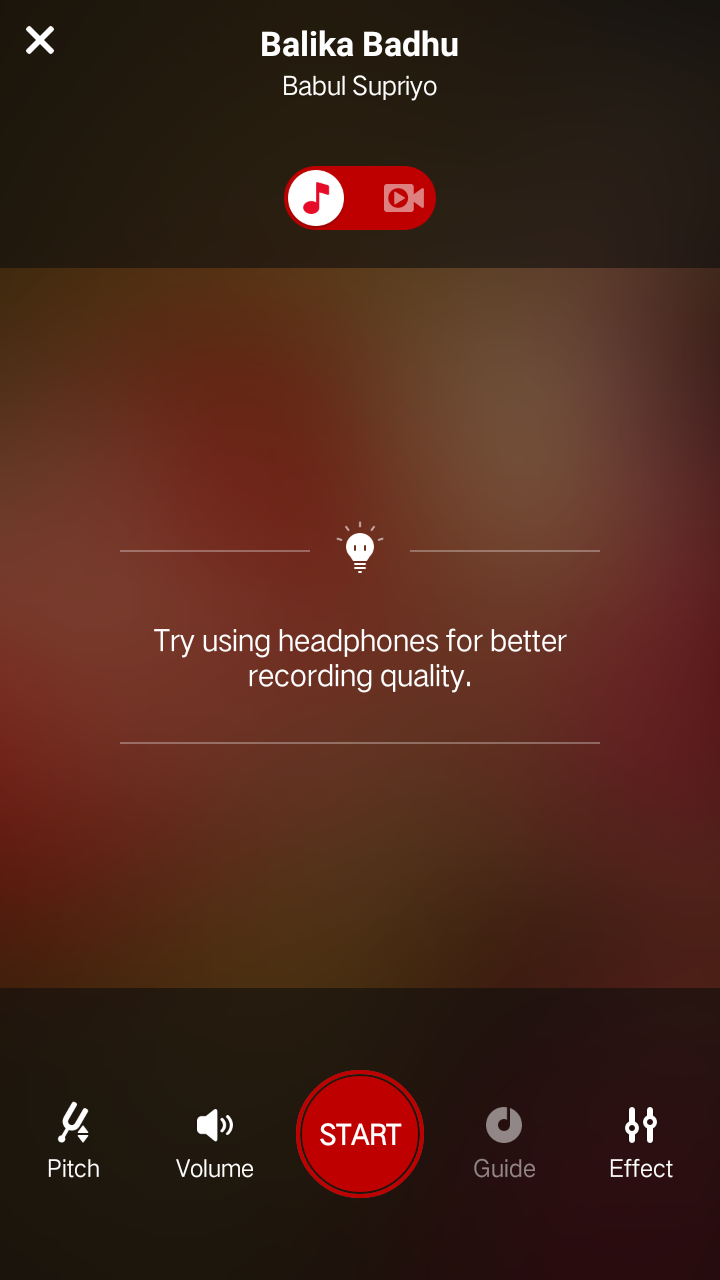 Balika Badhu
Babul Supriyo
Try using headphones for better
recording quality.
Pitch
Volume
START
Guide
Effect